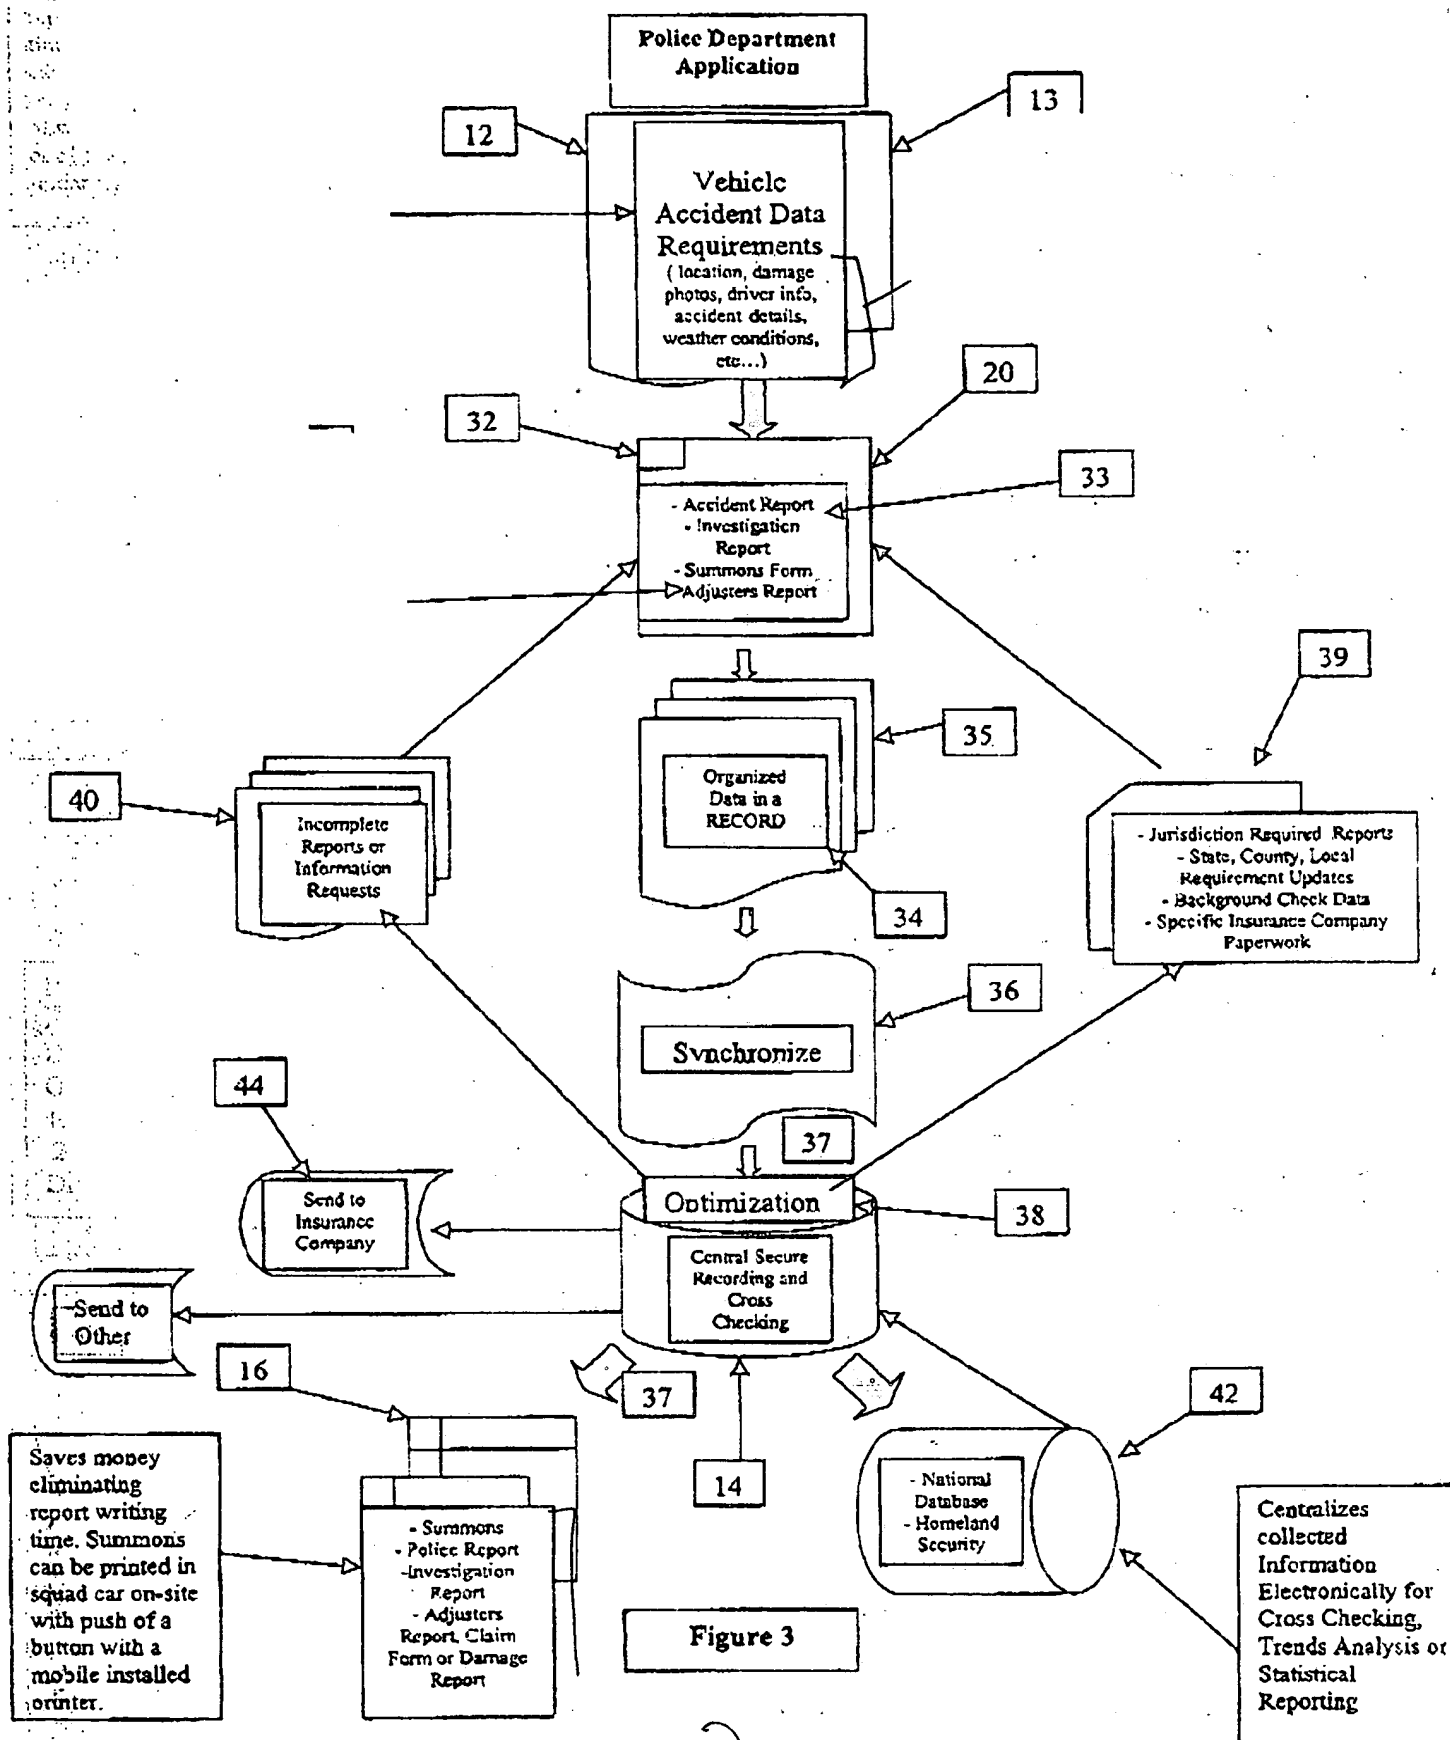 Police Department
Application
13
12
Vehicle
Accident Data
Requirements
( location, damage
photos, driver info,
accident details,
weather conditions,
etc...)
20
32
33
- Accident Report
- Investigation
Report
- Summons Form
Adjusters Report
39
35
40
Organized
Data in a
RECORD
Incomplete
Reports or
Information
Requests
- Jurisdiction Required Reports
- State, County, Local
Requirement Updates
- Background Check Data
- Specific Insurance Company
Paperwork
34
36
Synchronize
44
37
Send to
Insurance
Company
Optimization
38
Central Secure
Recording and
Cross
Checking
Send to
Other
16
37
42
14
Saves money
eliminating
report writing
time. Summons
can be printed in
squad car on-site
with push of a
button with a
mobile installed
printer.
- Summons
- Police Report
-Investigation
Report
- Adjusters
Report, Claim
Form or Damage
Report
- National
Database
- Homeland
Security
Centralizes
collected
Information
Electronically for
Cross Checking,
Trends Analysis or
Statistical
Reporting
Figure 3